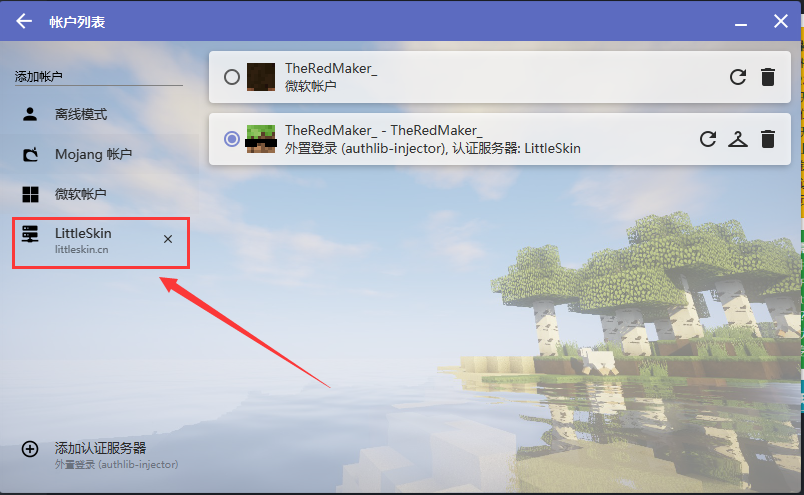 帐户列表
添加帐户
离线模式
Mojang 帐户
微软帐户
LittleSkin
littleskin.cn
添加认证服务器
外置登录 (authlib-injector)
TheRedMaker_
微软帐户
TheRedMaker_ - TheRedMaker_
外置登录 (authlib-injector), 认证服务器: LittleSkin